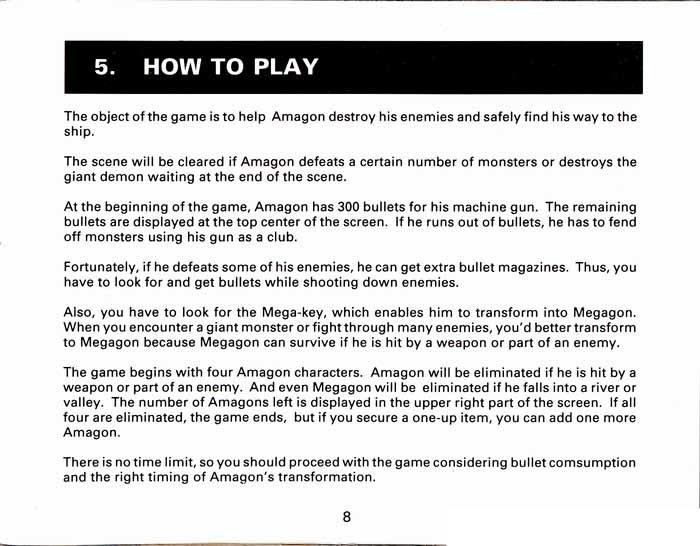 5. HOW TO PLAY
The object of the game is to help Amagon destroy his enemies and safely find his way to the
ship.
The scene will be cleared if Amagon defeats a certain number of monsters or destroys the
giant demon waiting at the end of the scene.
At the beginning of the game, Amagon has 300 bullets for his machine gun. The remaining
bullets are displayed at the top center of the screen. If he runs out of bullets, he has to fend
off monsters using his gun as a club.
Fortunately, if he defeats some of his enemies, he can get extra bullet magazines. Thus, you
have to look for and get bullets while shooting down enemies.
Also, you have to look for the Mega-key, which enables him to transform into Megagon.
When you encounter a giant monster or fight through many enemies, you'd better transform
to Megagon because Megagon can survive if he is hit by a weapon or part of an enemy.
The game begins with four Amagon characters. Amagon will be eliminated if he is hit by a
weapon or part of an enemy. And even Megagon will be eliminated if he falls into a river or
valley. The number of Amagons left is displayed in the upper right part of the screen. If all
four are eliminated, the game ends, but if you secure a one-up item, you can add one more
Amagon.
There is no time limit, so you should proceed with the game considering bullet comsumption
and the right timing of Amagon's transformation.
8